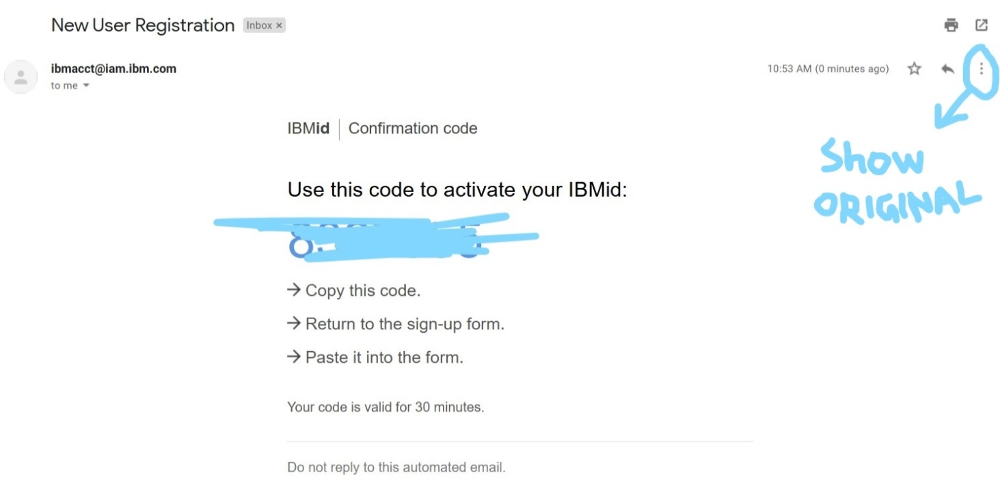 New User Registration Inbox ×
ibmacct@iam.ibm.com
10:53 AM (0 minutes ago)
to me
IBMid | Confirmation code
Show
ORIGINAL
Use this code to activate your IBMid:
→ Copy this code.
→ Return to the sign-up form.
→ Paste it into the form.
Your code is valid for 30 minutes.
Do not reply to this automated email.